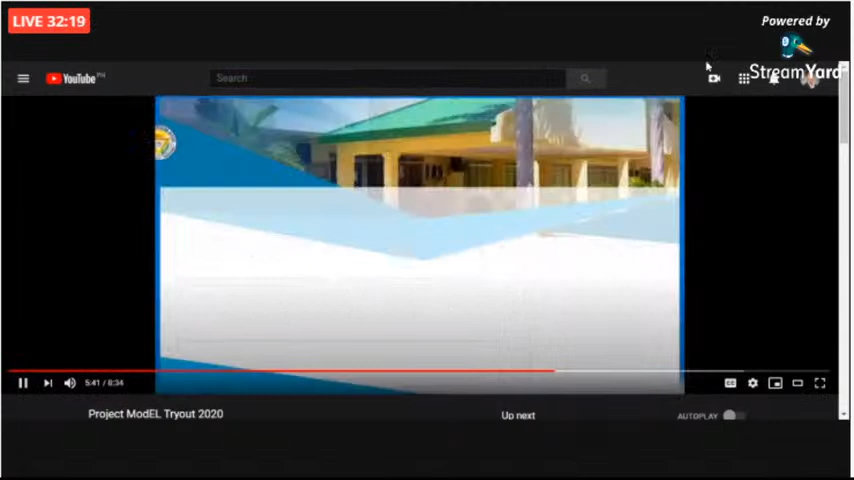 LIVE 32:19
Powered by
StreamYard
YouTube PH
Search
5:41 / 8:34
CC
Project ModEL Tryout 2020
Up next
AUTOPLAY